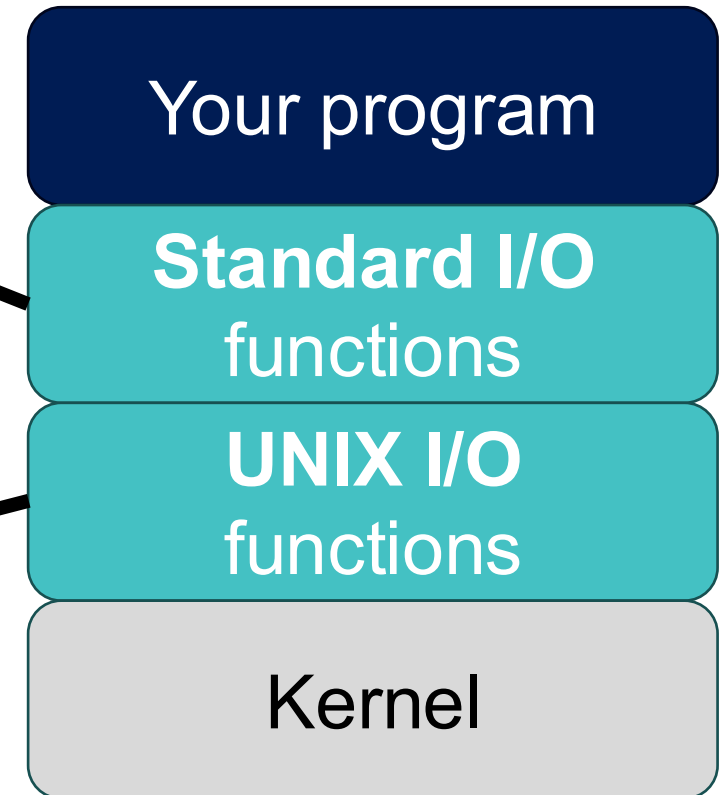 Your program
Standard I/O
functions
UNIX I/O
functions
Kernel